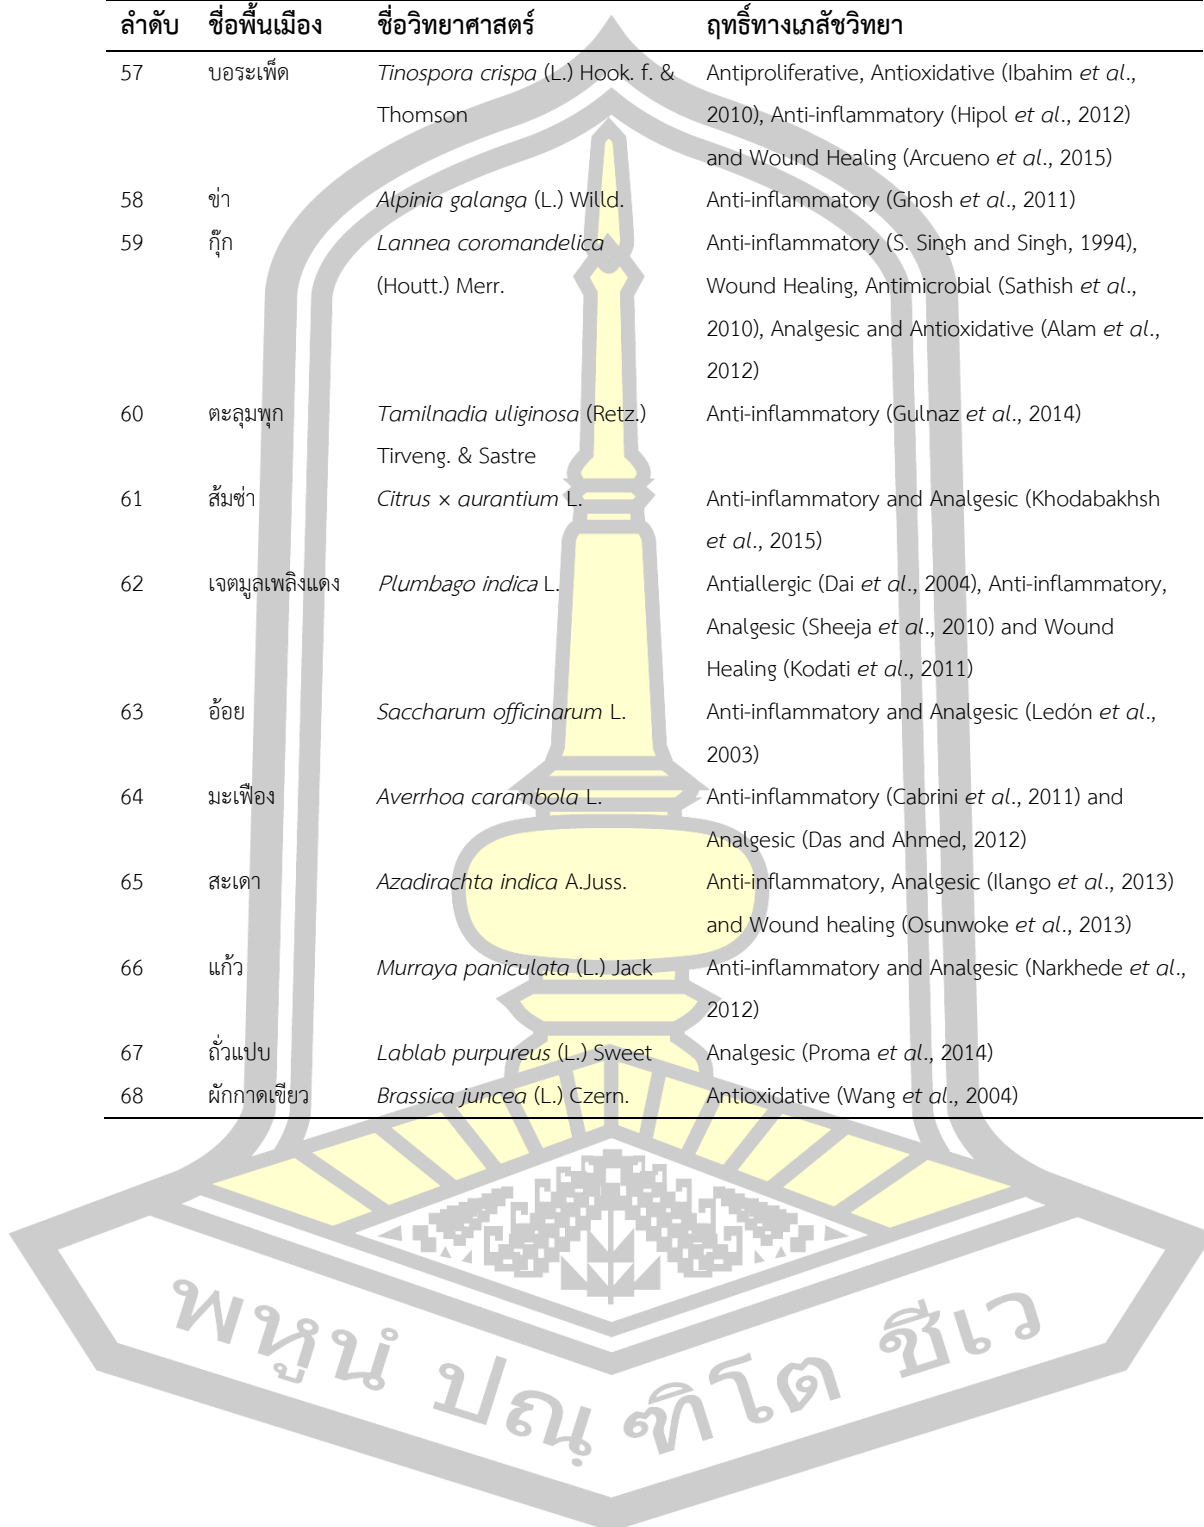 ลำดับ ชื่อพื้นเมือง ชื่อวิทยาศาสตร์ ฤทธิ์ทางเภสัชวิทยา
57 บอระเพ็ด Tinospora crispa (L.) Hook. f. & Antiproliferative, Antioxidative (Ibahim et al.,
Thomson 2010), Anti-inflammatory (Hipol et al., 2012)
and Wound Healing (Arcueno et al., 2015)
58 ข่า Alpinia galanga (L.) Willd. Anti-inflammatory (Ghosh et al., 2011)
59 กุ๊ก Lannea coromandelica Anti-inflammatory (S. Singh and Singh, 1994),
(Houtt.) Merr. Wound Healing, Antimicrobial (Sathish et al.,
2010), Analgesic and Antioxidative (Alam et al.,
2012)
60 ตะลุมพุก Tamilnadia uliginosa (Retz.) Anti-inflammatory (Gulnaz et al., 2014)
Tirveng. & Sastre
61 ส้มซ่า Citrus × aurantium L. Anti-inflammatory and Analgesic (Khodabakhsh
et al., 2015)
62 เจตมูลเพลิงแดง Plumbago indica L. Antiallergic (Dai et al., 2004), Anti-inflammatory,
Analgesic (Sheeja et al., 2010) and Wound
Healing (Kodati et al., 2011)
63 อ้อย Saccharum officinarum L. Anti-inflammatory and Analgesic (Ledón et al.,
2003)
64 มะเฟือง Averrhoa carambola L. Anti-inflammatory (Cabrini et al., 2011) and
Analgesic (Das and Ahmed, 2012)
65 สะเดา Azadirachta indica A.Juss. Anti-inflammatory, Analgesic (Ilango et al., 2013)
and Wound healing (Osunwoke et al., 2013)
66 แก้ว Murraya paniculata (L.) Jack Anti-inflammatory and Analgesic (Narkhede et al.,
2012)
67 ถั่วแปบ Lablab purpureus (L.) Sweet Analgesic (Proma et al., 2014)
68 ผักกาดเขียว Brassica juncea (L.) Czern. Antioxidative (Wang et al., 2004)
พหูนํ ปณฺฑิโต ชีเว